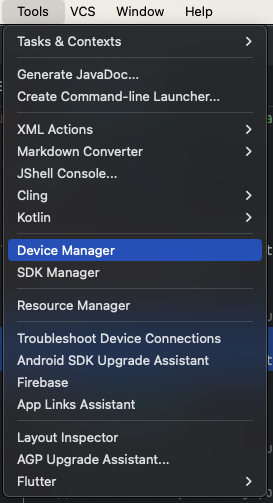 Tools VCS Window Help
Tasks & Contexts
Generate JavaDoc...
Create Command-line Launcher...
XML Actions
Markdown Converter
JShell Console...
Cling
Kotlin
Device Manager
SDK Manager
Resource Manager
Troubleshoot Device Connections
Android SDK Upgrade Assistant
Firebase
App Links Assistant
Layout Inspector
AGP Upgrade Assistant...
Flutter